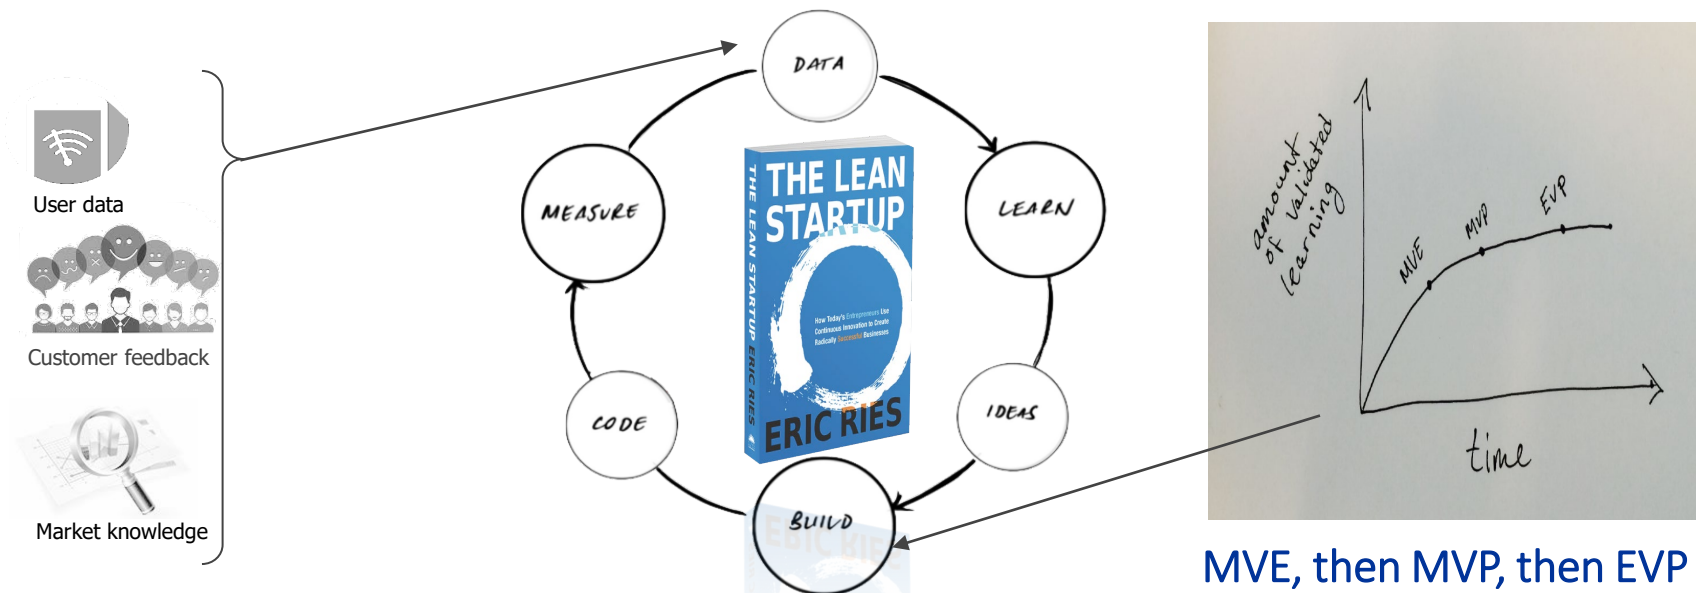 User data
Customer feedback
Market knowledge
DATA
LEARN
IDEAS
BUILD
CODE
MEASURE
THE LEAN STARTUP ERIC RIES
THE LEAN
STARTUP
How Today's Entrepreneurs Use
Continuous Innovation to Create
Radically Successful Businesses
ERIC RIES
ERIC RIES
amount
of validated
learning
MVE
MVP
EVP
time
MVE, then MVP, then EVP